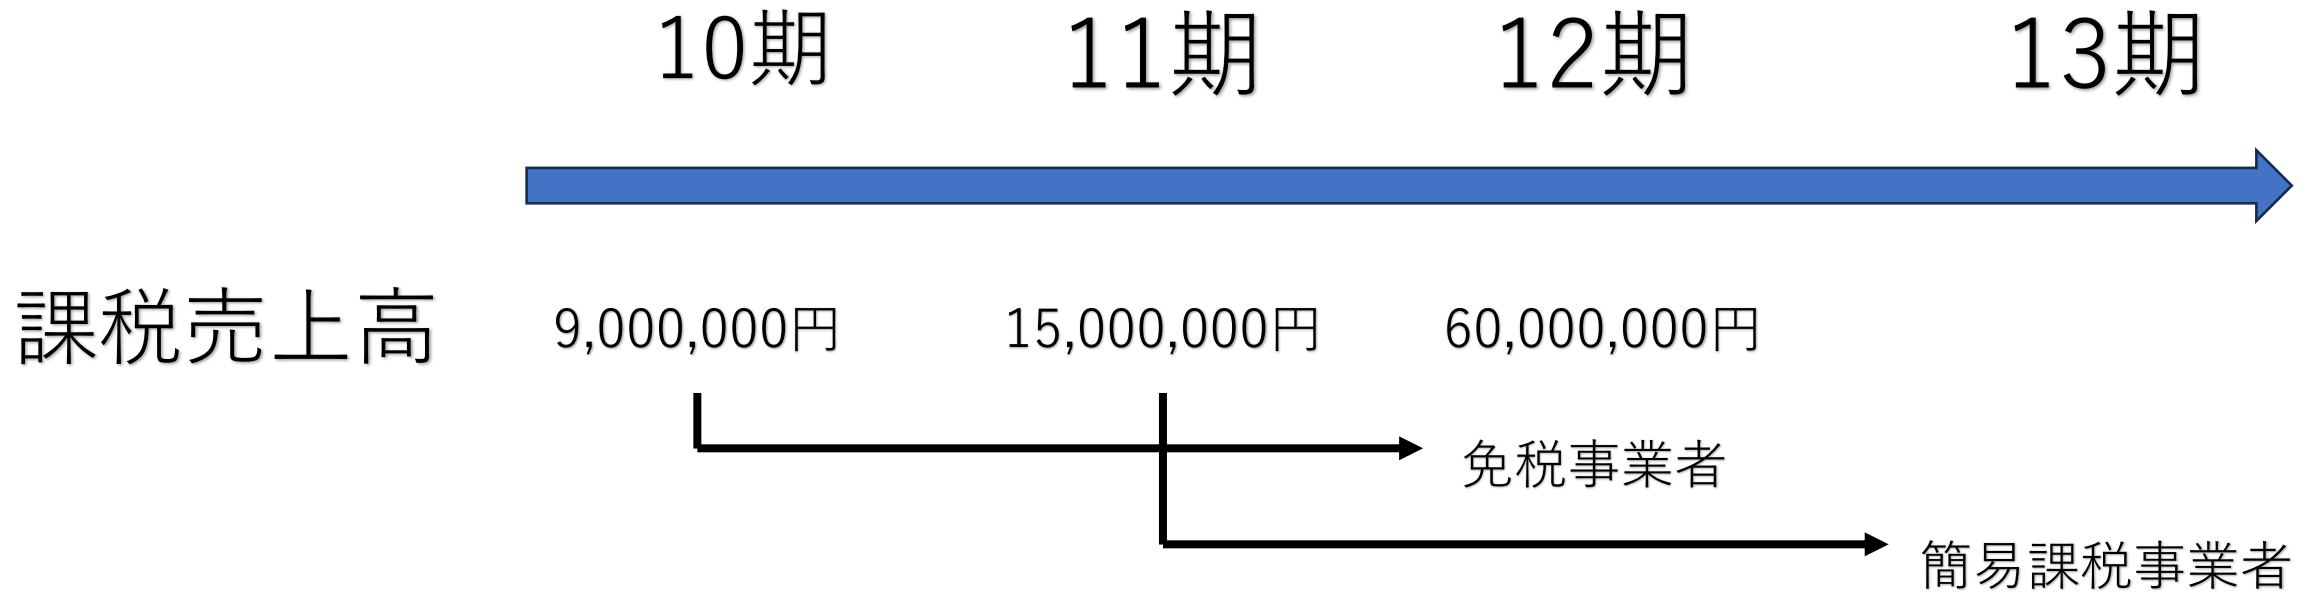 10期 11期 12期 13期
課税売上高 9,000,000円 15,000,000円 60,000,000円
免税事業者
簡易課税事業者